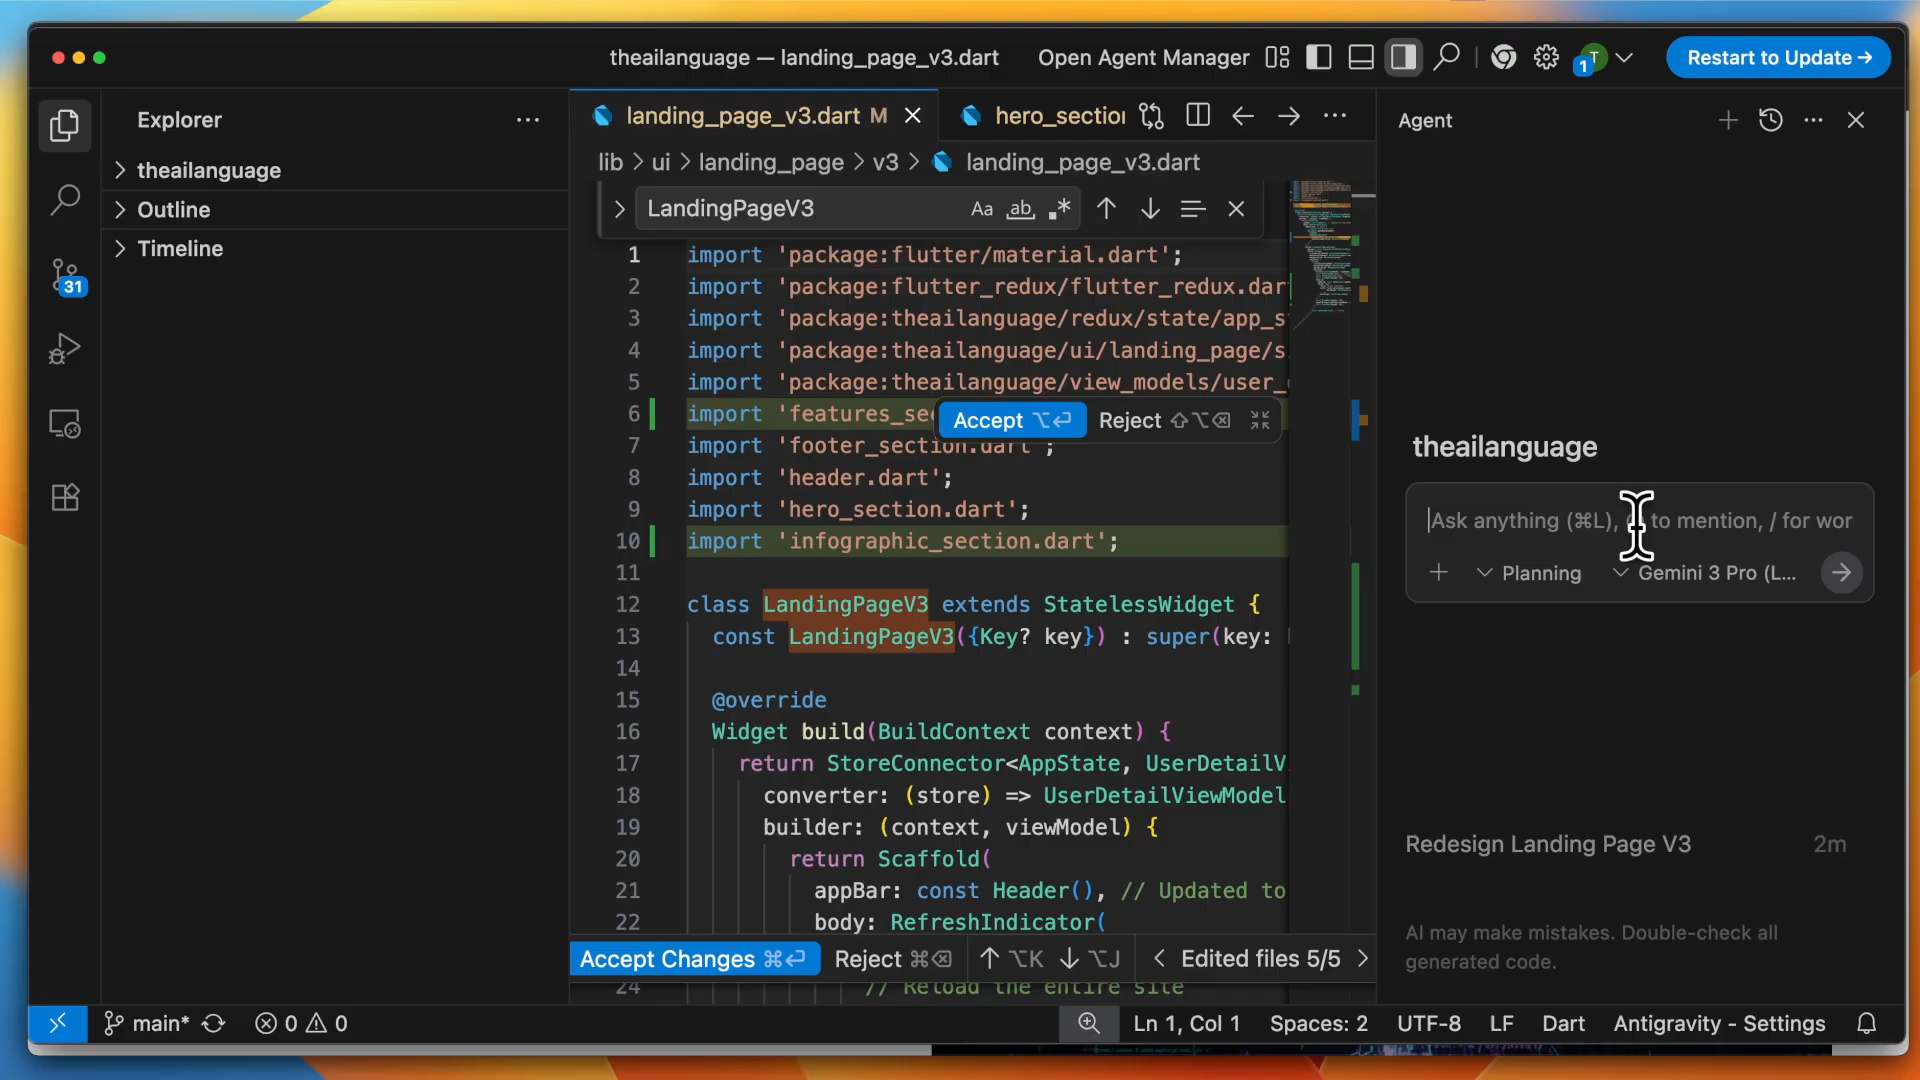 theailanguage — landing_page_v3.dart
Open Agent Manager
1
T
Restart to Update →
Explorer
theailanguage
Outline
Timeline
31
landing_page_v3.dart M
hero_section
lib > ui > landing_page > v3 > landing_page_v3.dart
LandingPageV3
Aa ab .*
1 import 'package:flutter/material.dart';
2 import 'package:flutter_redux/flutter_redux.dar
3 import 'package:theailanguage/redux/state/app_s
4 import 'package:theailanguage/ui/landing_page/s
5 import 'package:theailanguage/view_models/user_
6 import 'features_se
Accept ⌥⏎ Reject ⇧⌥⌫
7 import 'footer_section.dart';
8 import 'header.dart';
9 import 'hero_section.dart';
10 import 'infographic_section.dart';
11
12 class LandingPageV3 extends StatelessWidget {
13 const LandingPageV3({Key? key}) : super(key:
14
15 @override
16 Widget build(BuildContext context) {
17 return StoreConnector<AppState, UserDetailV
18 converter: (store) => UserDetailViewModel
19 builder: (context, viewModel) {
20 return Scaffold(
21 appBar: const Header(), // Updated to
22 body: RefreshIndicator(
Accept Changes ⌘⏎ Reject ⌘⌫ ↑ ⌥K ↓ ⌥J < Edited files 5/5 >
24 // Reload the entire site
Agent
theailanguage
Ask anything (⌘L), to mention, / for wor
Planning
Gemini 3 Pro (L...
Redesign Landing Page V3 2m
AI may make mistakes. Double-check all
generated code.
main* 0 0
Ln 1, Col 1 Spaces: 2 UTF-8 LF Dart Antigravity - Settings